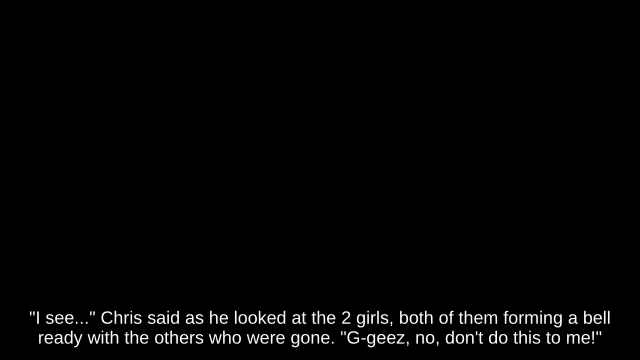 "I see..." Chris said as he looked at the 2 girls, both of them forming a bell
ready with the others who were gone. "G-geez, no, don't do this to me!"